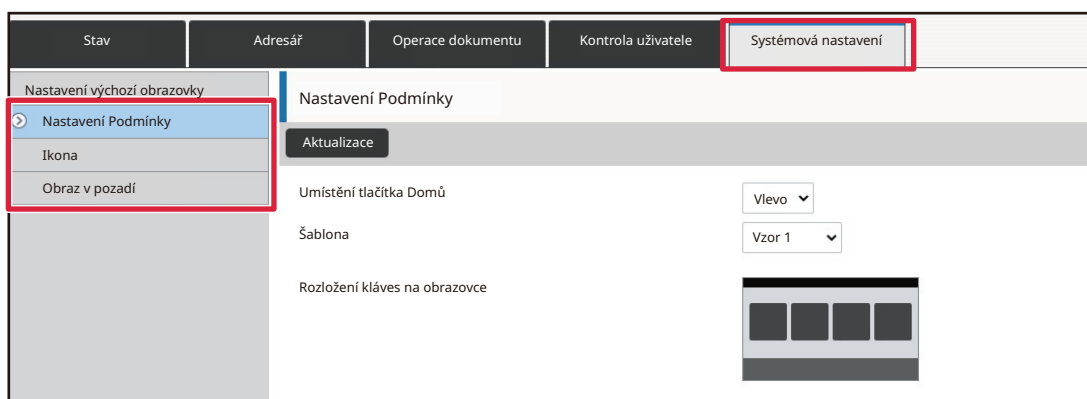 Stav
Adresář
Operace dokumentu
Kontrola uživatele
Systémová nastavení
Nastavení výchozí obrazovky
Nastavení Podmínky
Ikona
Obraz v pozadí
Nastavení Podmínky
Aktualizace
Umístění tlačítka Domů
Vlevo
Šablona
Vzor 1
Rozložení kláves na obrazovce